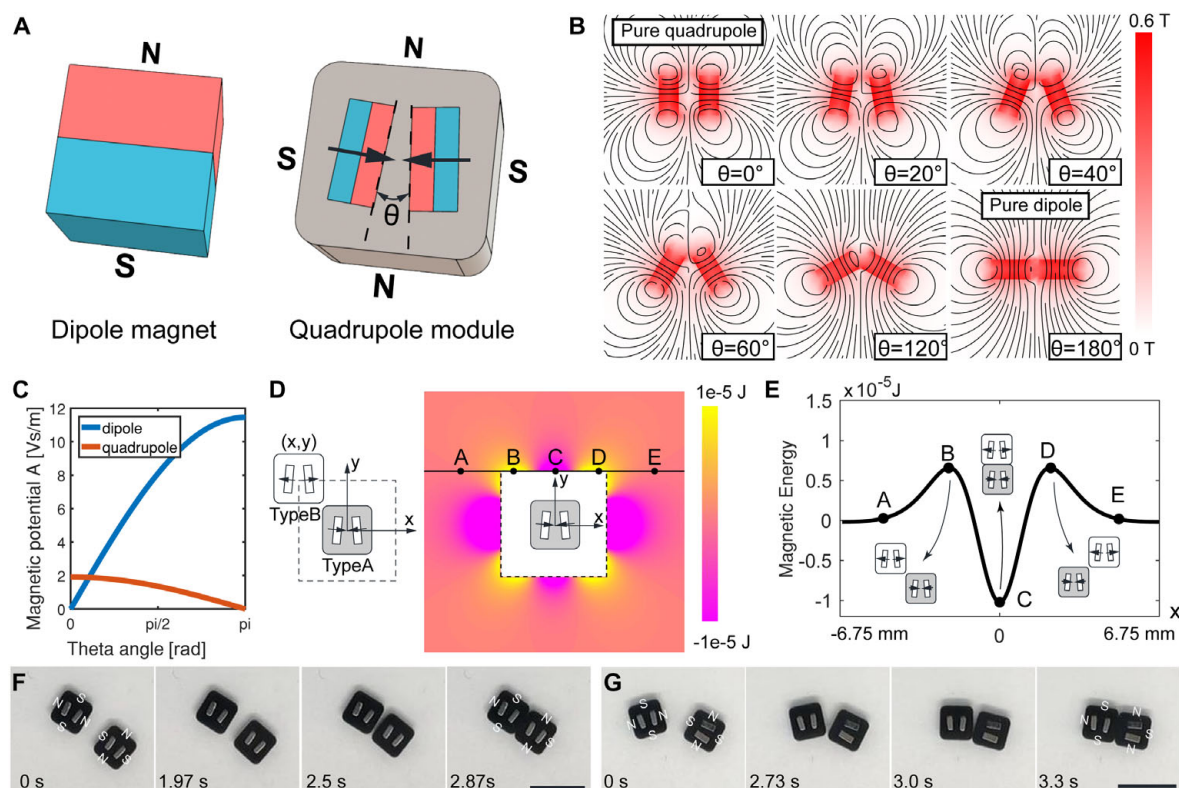 A
N
S
Dipole magnet
N
S
S
θ
N
Quadrupole module
B
Pure quadrupole
θ=0°
θ=20°
θ=40°
Pure dipole
θ=60°
θ=120°
θ=180°
0.6 T
0 T
C
Magnetic potential A [Vs/m]
12
10
8
6
4
2
0
dipole
quadrupole
0
pi/2
pi
Theta angle [rad]
D
(x,y)
TypeB
y
x
TypeA
A
B
C
D
E
y
x
1e-5 J
-1e-5 J
E
x 10-5 J
Magnetic Energy
1.5
1
0.5
0
-0.5
-1
A
B
C
D
E
-6.75 mm
0
6.75 mm
x
F
S
N
N
S
S
N
N
S
0 s
1.97 s
2.5 s
S
N
N
S
S
N
2.87s
G
S
N
N
S
N
S
S
N
0 s
2.73 s
3.0 s
S
N
N
S
S
N
3.3 s